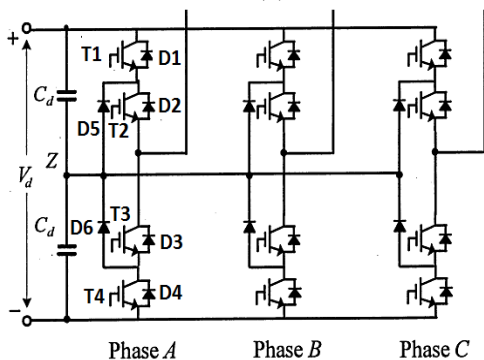 +
T1 D1
C_d
D2
D5 T2
Z
V_d
T3
C_d D6
D3
T4 D4
−
Phase A Phase B Phase C